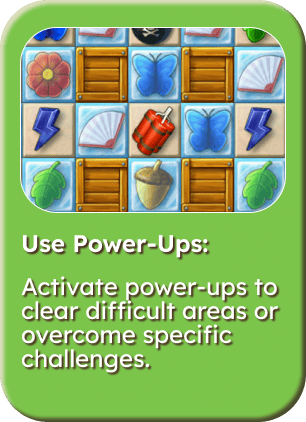 Use Power-Ups:
Activate power-ups to
clear difficult areas or
overcome specific
challenges.